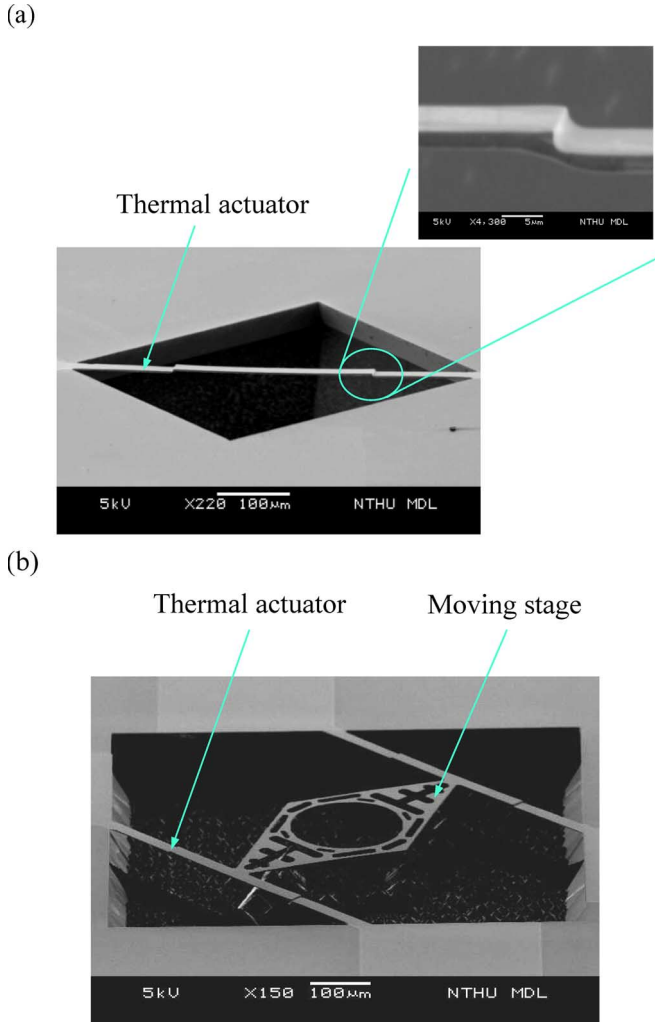 (a)
5kV X4,300 5μm NTHU MDL
Thermal actuator
5kV X220 100μm NTHU MDL
(b)
Thermal actuator Moving stage
5kV X150 100μm NTHU MDL